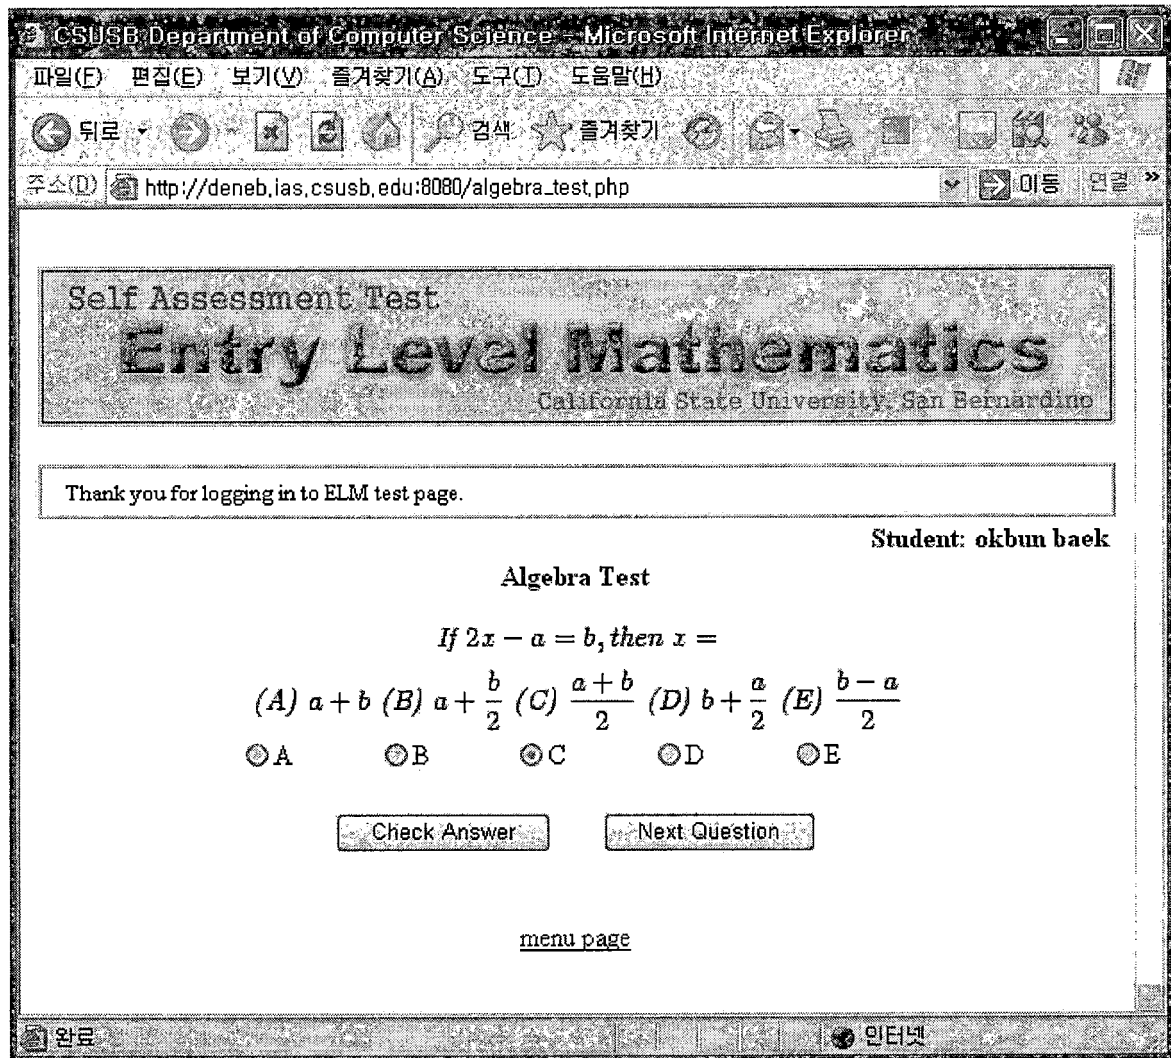 CSUSB Department of Computer Science - Microsoft Internet Explorer
파일(F) 편집(E) 보기(V) 즐겨찾기(A) 도구(T) 도움말(H)
뒤로 검색 즐겨찾기
주소(D) http://deneb.ias.csusb.edu:8080/algebra_test.php 이동 연결 »
Self Assessment Test
Entry Level Mathematics
California State University, San Bernardino
Thank you for logging in to ELM test page.
Student: okbun baek
Algebra Test
If 2x − a = b, then x =
(A) a + b (B) a + b/2 (C) (a + b)/2 (D) b + a/2 (E) (b − a)/2
A B C D E
Check Answer Next Question
menu page
완료 인터넷